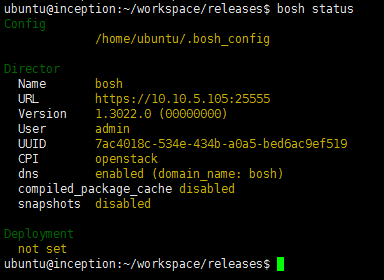 ubuntu@inception:~/workspace/releases$ bosh status
Config
/home/ubuntu/.bosh_config
Director
Name bosh
URL https://10.10.5.105:25555
Version 1.3022.0 (00000000)
User admin
UUID 7ac4018c-534e-434b-a0a5-bed6ac9ef519
CPI openstack
dns enabled (domain_name: bosh)
compiled_package_cache disabled
snapshots disabled
Deployment
not set
ubuntu@inception:~/workspace/releases$